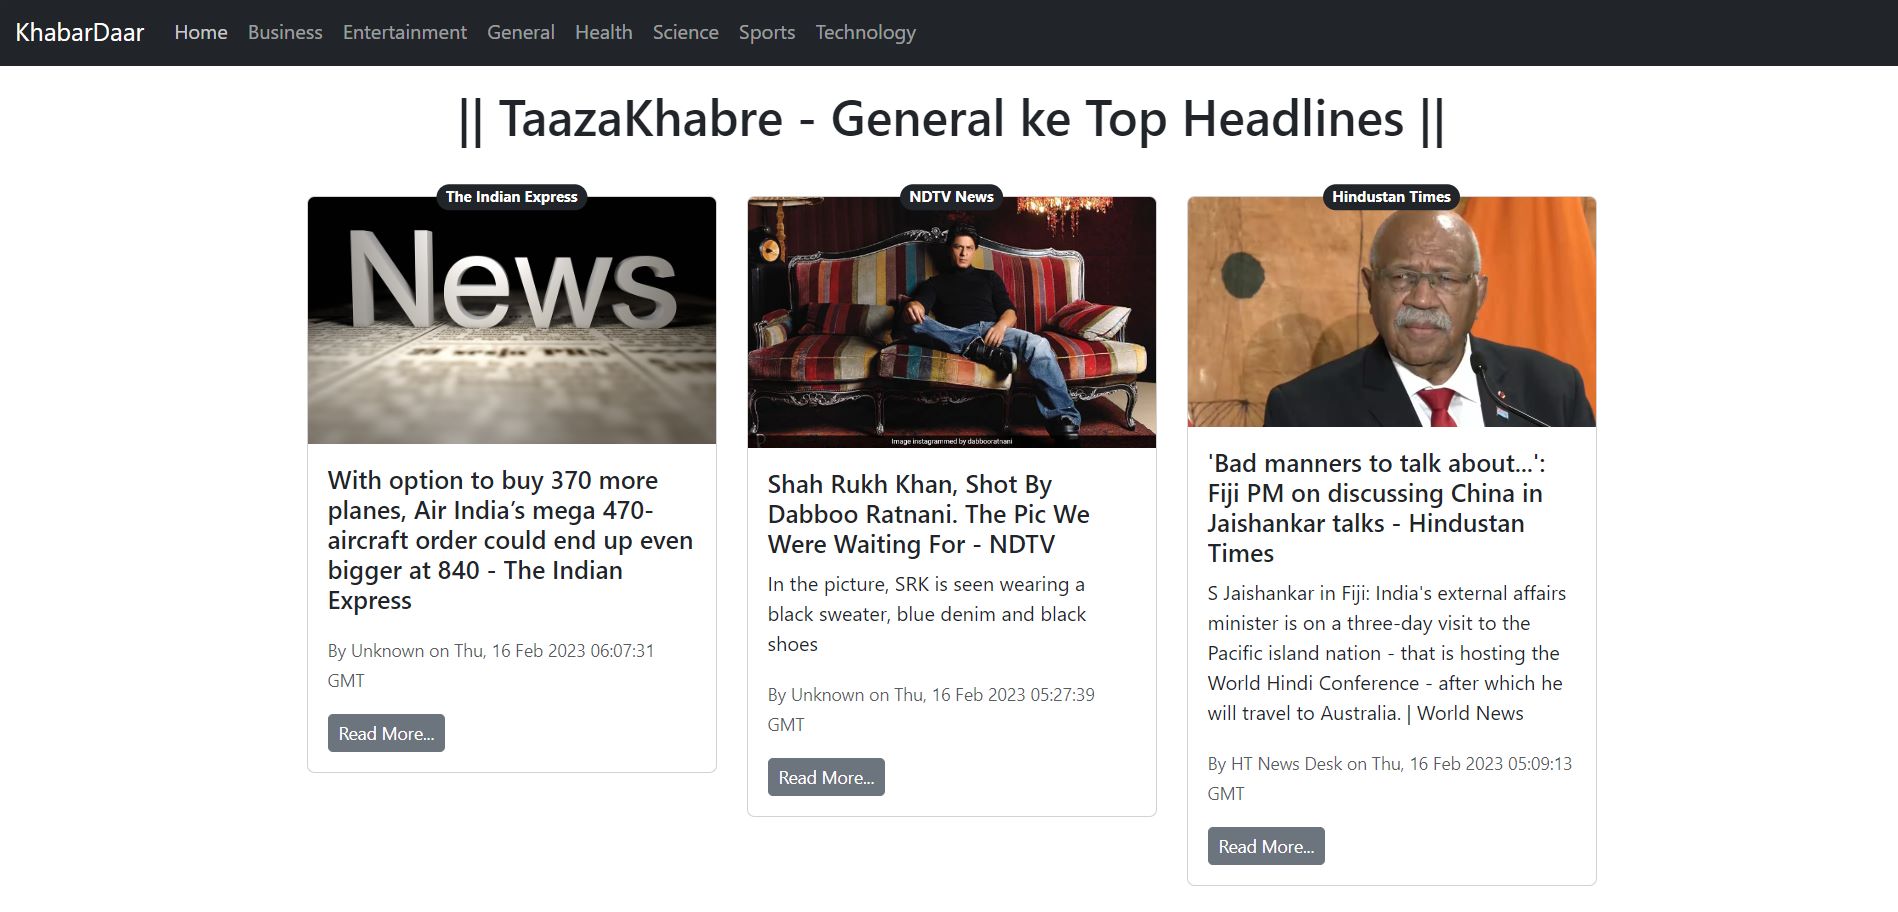 KhabarDaar Home Business Entertainment General Health Science Sports Technology
|| TaazaKhabre - General ke Top Headlines ||
The Indian Express
News
With option to buy 370 more
planes, Air India’s mega 470-
aircraft order could end up even
bigger at 840 - The Indian
Express
By Unknown on Thu, 16 Feb 2023 06:07:31
GMT
Read More...
NDTV News
Image instagrammed by dabbooratnani
Shah Rukh Khan, Shot By
Dabboo Ratnani. The Pic We
Were Waiting For - NDTV
In the picture, SRK is seen wearing a
black sweater, blue denim and black
shoes
By Unknown on Thu, 16 Feb 2023 05:27:39
GMT
Read More...
Hindustan Times
'Bad manners to talk about...':
Fiji PM on discussing China in
Jaishankar talks - Hindustan
Times
S Jaishankar in Fiji: India's external affairs
minister is on a three-day visit to the
Pacific island nation - that is hosting the
World Hindi Conference - after which he
will travel to Australia. | World News
By HT News Desk on Thu, 16 Feb 2023 05:09:13
GMT
Read More...